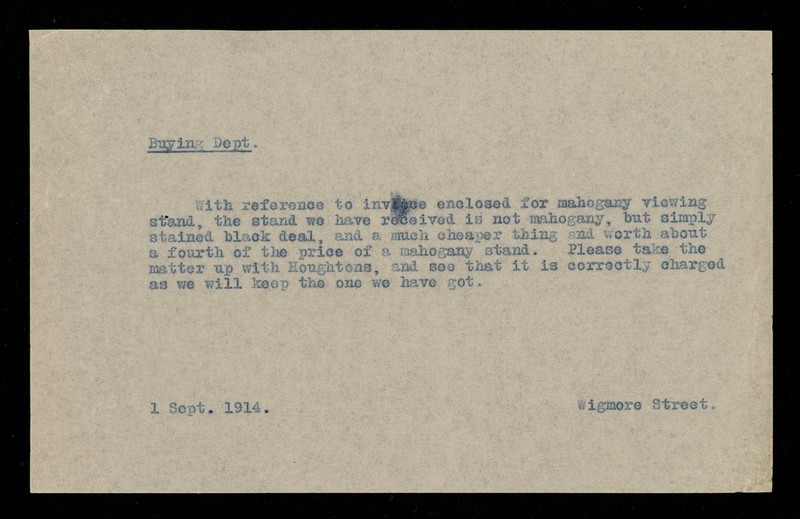 Buying Dept.
With reference to invoice enclosed for mahogany viewing
stand, the stand we have received is not mahogany, but simply
stained black deal, and a much cheaper thing and worth about
a fourth of the price of a mahogany stand. Please take the
matter up with Houghtons, and see that it is correctly charged
as we will keep the one we have got.
1 Sept. 1914.
Wigmore Street.